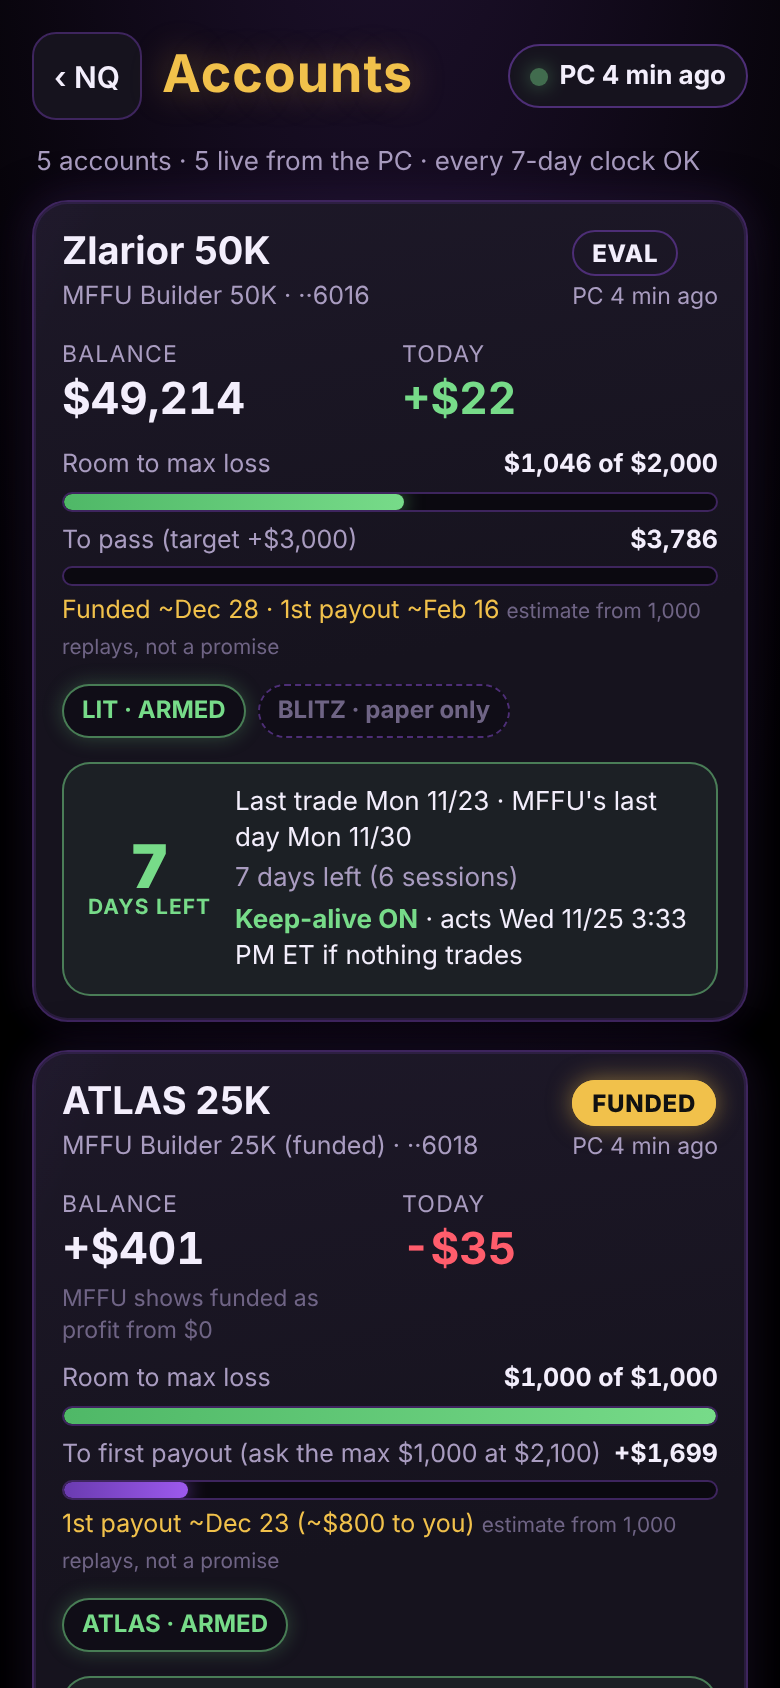 ‹ NQ
Accounts
PC 4 min ago
5 accounts · 5 live from the PC · every 7-day clock OK
Zlarior 50K
EVAL
MFFU Builder 50K · ··6016
PC 4 min ago
BALANCE
TODAY
$49,214
+$22
Room to max loss
$1,046 of $2,000
To pass (target +$3,000)
$3,786
Funded ~Dec 28 · 1st payout ~Feb 16 estimate from 1,000
replays, not a promise
LIT · ARMED
BLITZ · paper only
7
DAYS LEFT
Last trade Mon 11/23 · MFFU's last
day Mon 11/30
7 days left (6 sessions)
Keep-alive ON · acts Wed 11/25 3:33
PM ET if nothing trades
ATLAS 25K
FUNDED
MFFU Builder 25K (funded) · ··6018
PC 4 min ago
BALANCE
TODAY
+$401
-$35
MFFU shows funded as
profit from $0
Room to max loss
$1,000 of $1,000
To first payout (ask the max $1,000 at $2,100)
+$1,699
1st payout ~Dec 23 (~$800 to you) estimate from 1,000
replays, not a promise
ATLAS · ARMED